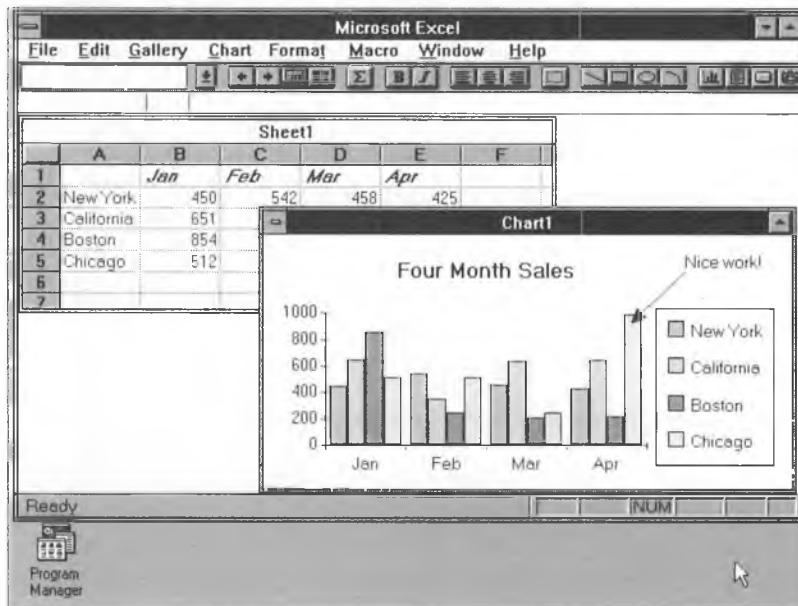 Microsoft Excel
File Edit Gallery Chart Format Macro Window Help
Σ B I
Sheet1
A B C D E F
1 Jan Feb Mar Apr
2 New York 450 542 458 425
3 California 651
4 Boston 854
5 Chicago 512
6
7
Chart1
Four Month Sales
Nice work!
1000
800
600
400
200
0
Jan Feb Mar Apr
New York
California
Boston
Chicago
Ready NUM
Program
Manager